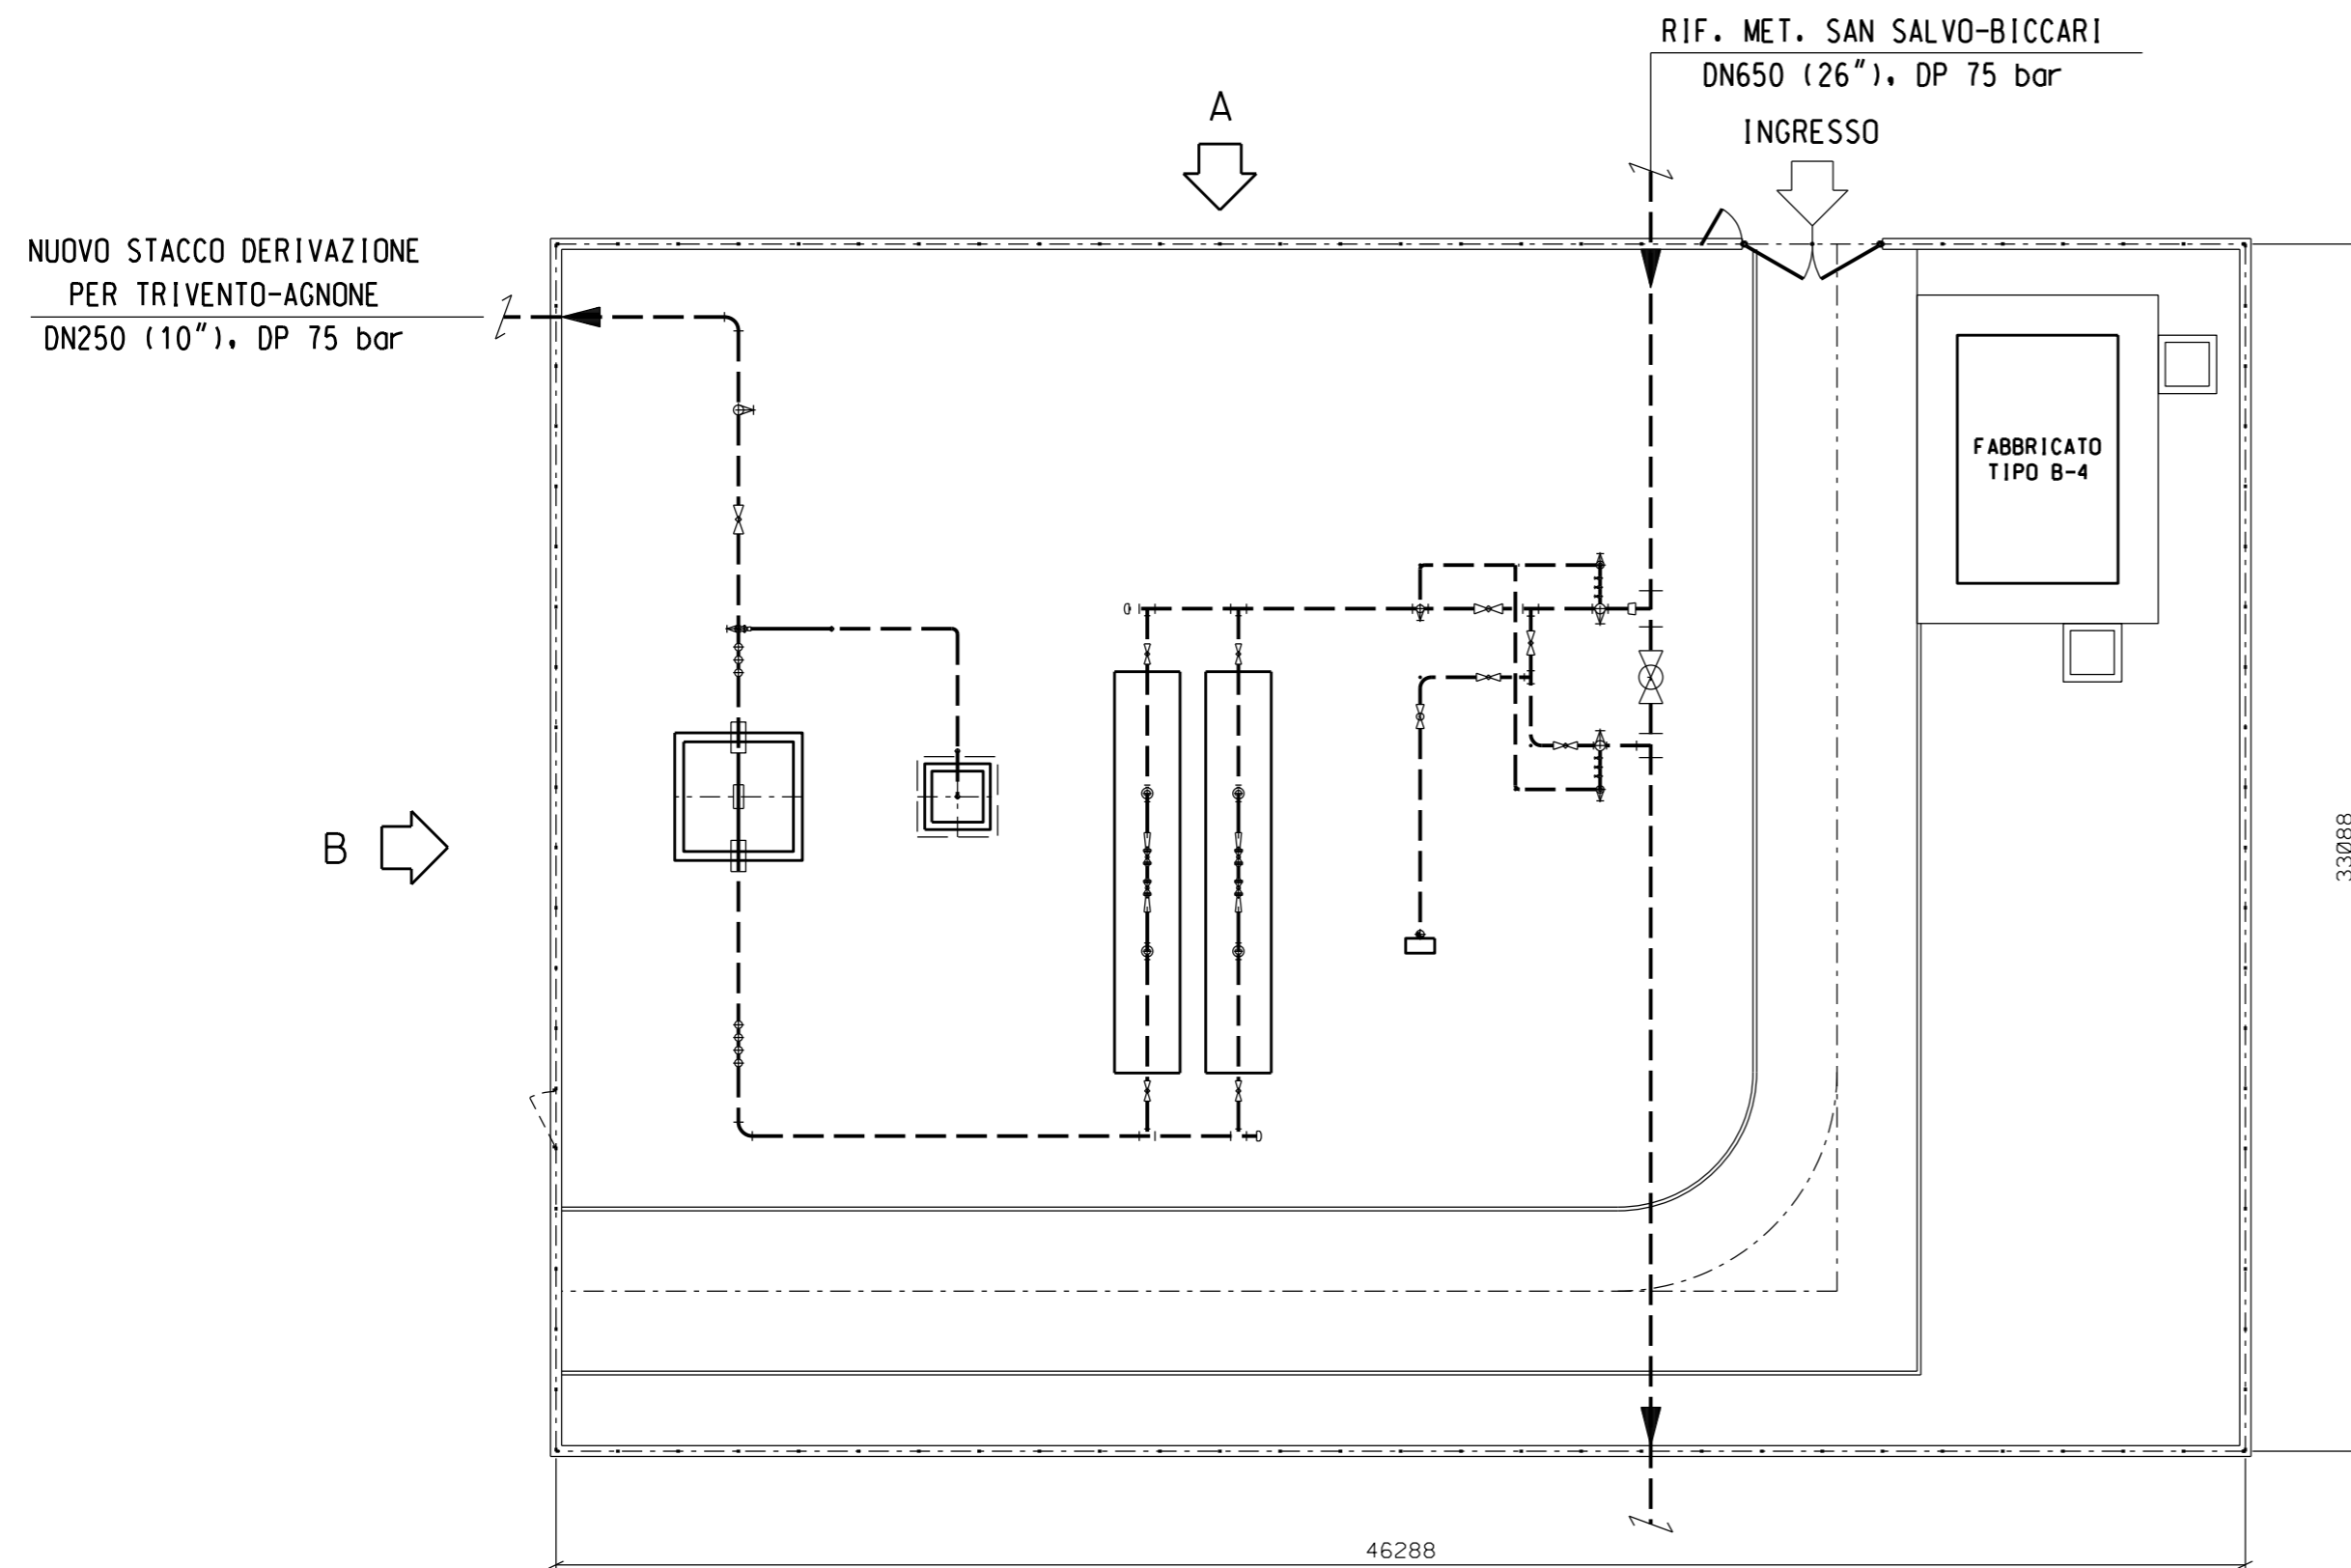 RIF. MET. SAN SALVO-BICCARI
DN650 (26"), DP 75 bar
INGRESSO
A
NUOVO STACCO DERIVAZIONE
PER TRIVENTO-AGNONE
DN250 (10"), DP 75 bar
FABBRICATO
TIPO B-4
B
33088
46288